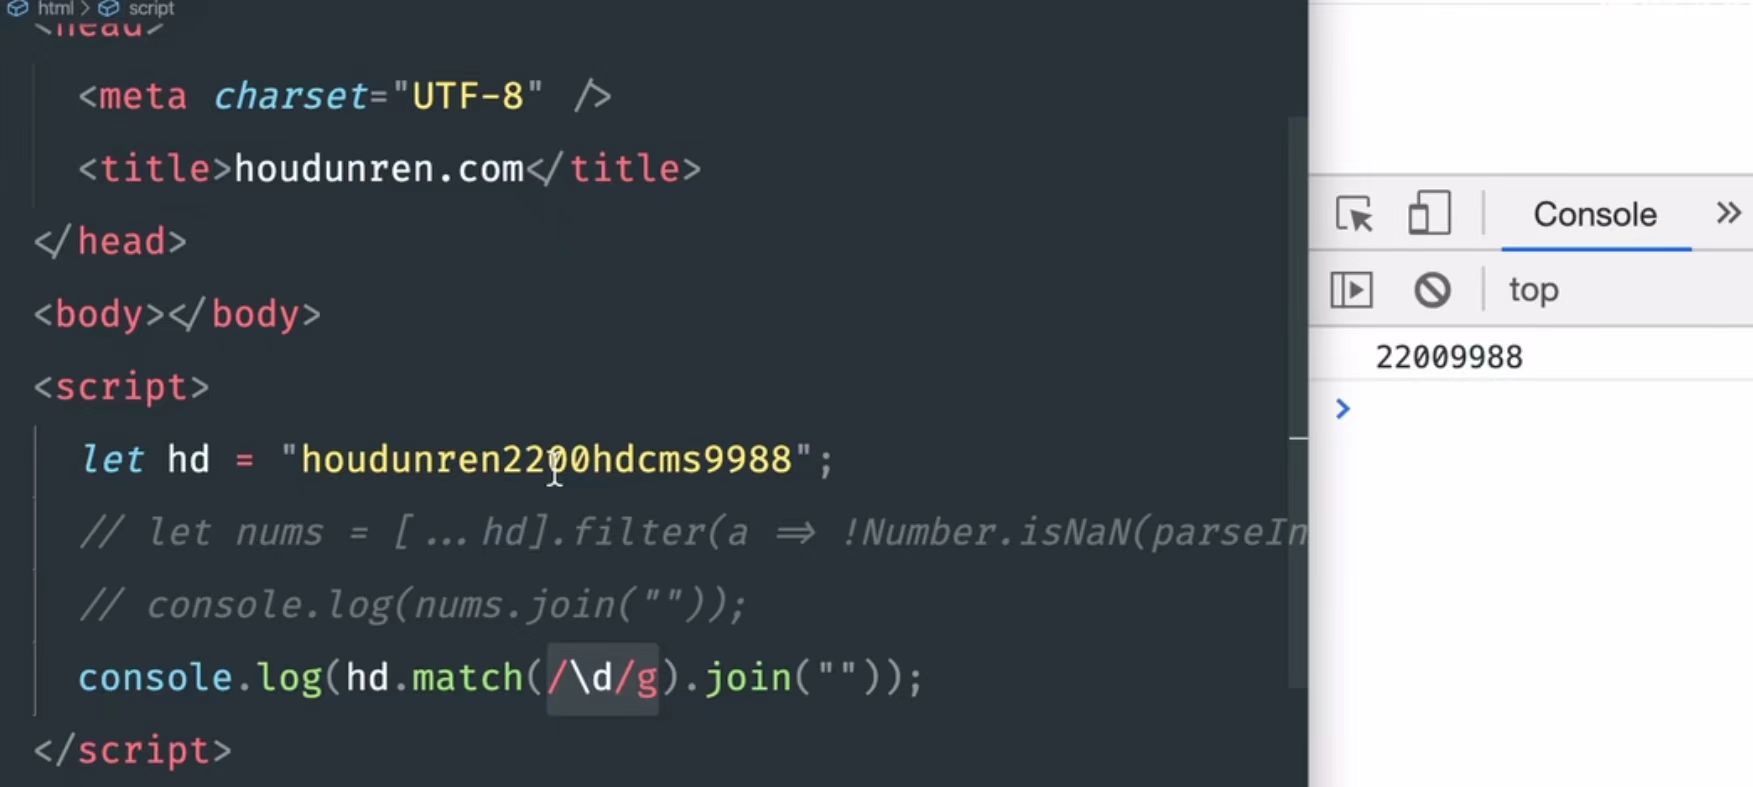 html > script
<head>
<meta charset="UTF-8" />
<title>houdunren.com</title>
</head>
<body></body>
<script>
let hd = "houdunren2200hdcms9988";
// let nums = [...hd].filter(a => !Number.isNaN(parseIn
// console.log(nums.join(""));
console.log(hd.match(/\d/g).join(""));
</script>
Console »
top
22009988
>